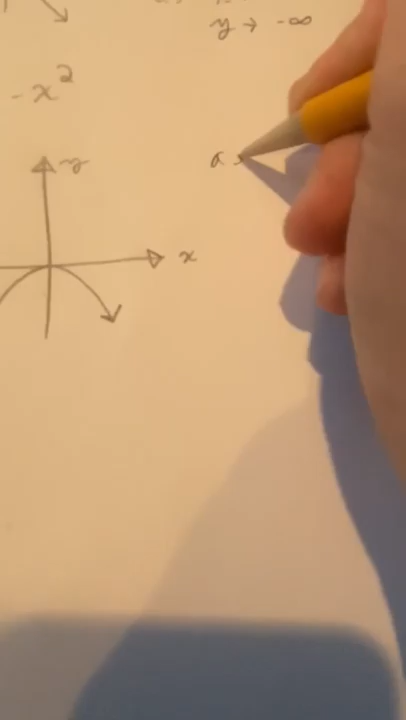 y → -∞
-x²
y
a
x